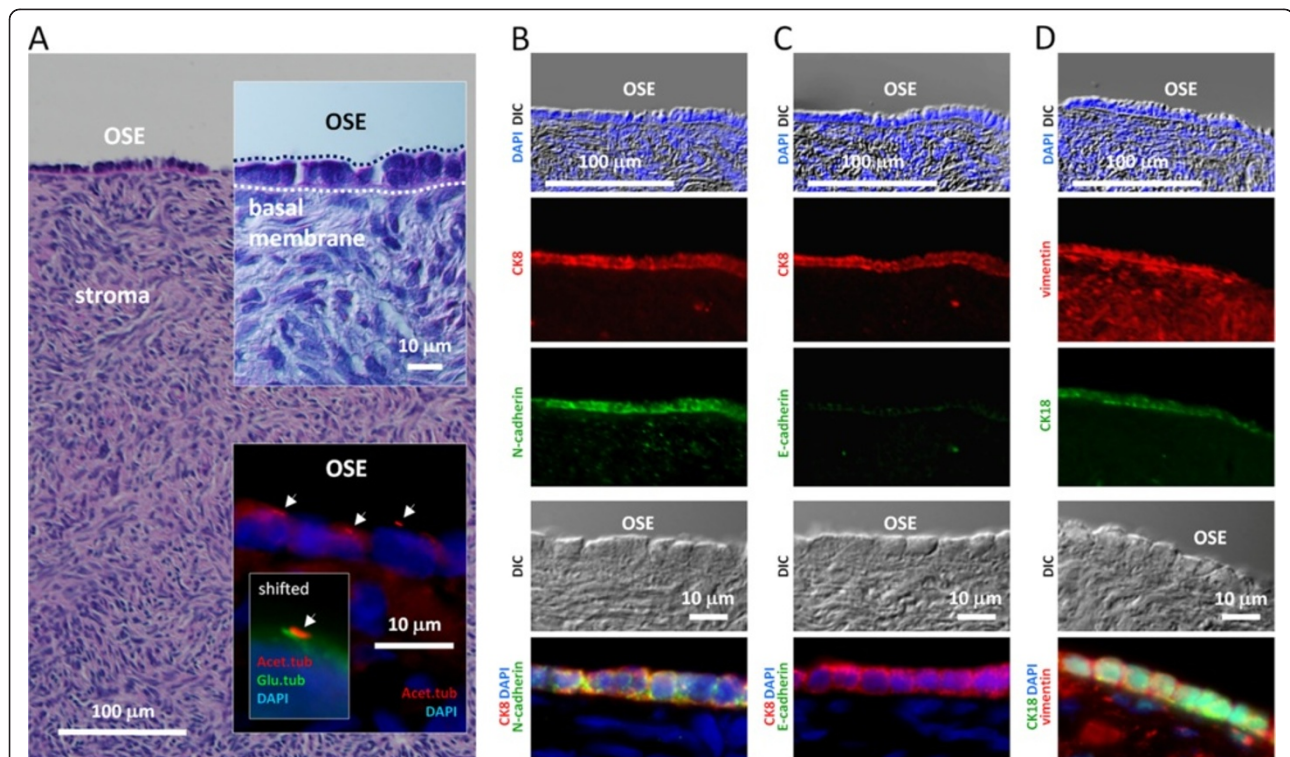 A
OSE
OSE
basal
membrane
10 μm
stroma
OSE
shifted
10 μm
Acet.tub
Glu.tub
DAPI
Acet.tub
DAPI
100 μm
B
OSE
DAPI DIC
100 μm
CK8
N-cadherin
OSE
DIC
10 μm
CK8 DAPI
N-cadherin
C
OSE
DAPI DIC
100 μm
CK8
E-cadherin
OSE
DIC
10 μm
CK8 DAPI
E-cadherin
D
OSE
DAPI DIC
100 μm
vimentin
CK18
OSE
DIC
10 μm
CK18 DAPI
vimentin